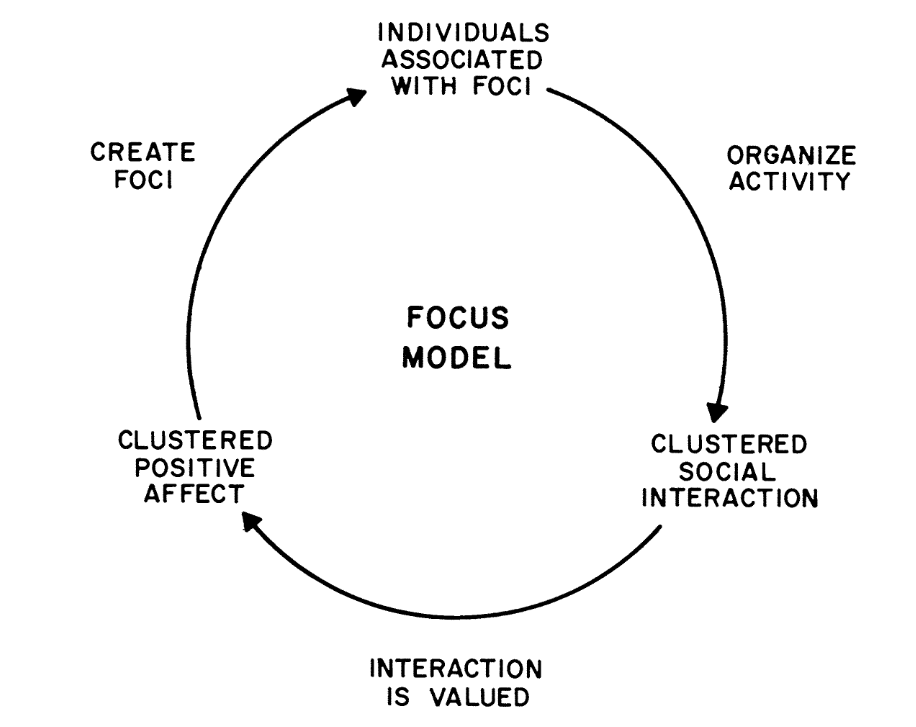 INDIVIDUALS
ASSOCIATED
WITH FOCI
CREATE
FOCI
ORGANIZE
ACTIVITY
FOCUS
MODEL
CLUSTERED
POSITIVE
AFFECT
CLUSTERED
SOCIAL
INTERACTION
INTERACTION
IS VALUED